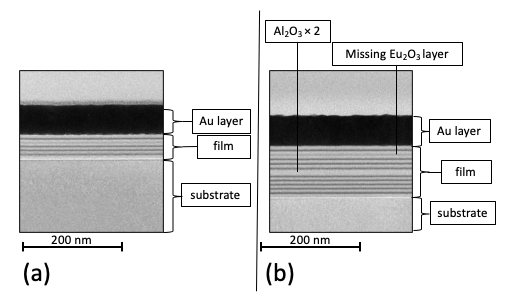 Al₂O₃ × 2
Missing Eu₂O₃ layer
Au layer
film
substrate
200 nm
(a)
Au layer
film
substrate
200 nm
(b)